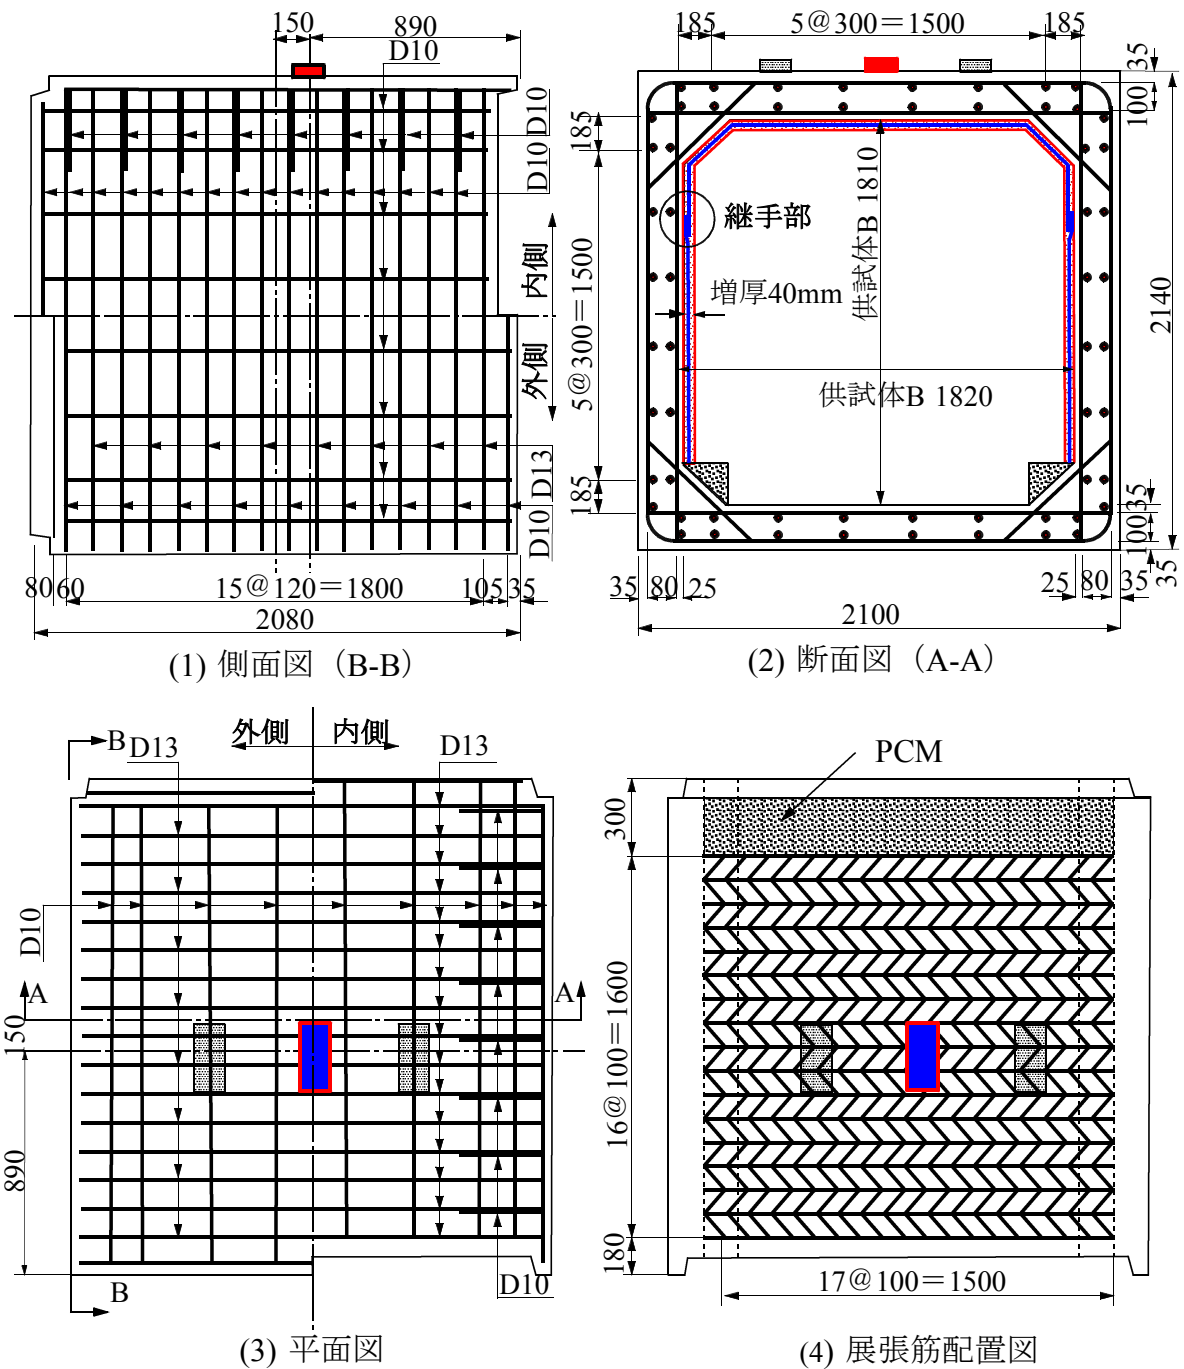 150
890
D10
D10
D10
内側
外側
D13
D10
80
60
15@120＝1800
105
35
2080
(1) 側面図（B-B）
185
5@300＝1500
185
35
100
185
5@300＝1500
185
継手部
増厚40mm
供試体B 1810
供試体B 1820
2140
35
100
35
35
80
25
25
80
35
2100
(2) 断面図（A-A）
外側
内側
B
D13
D13
D10
A
A
150
890
B
D10
(3) 平面図
PCM
300
16@100＝1600
180
17@100＝1500
(4) 展張筋配置図